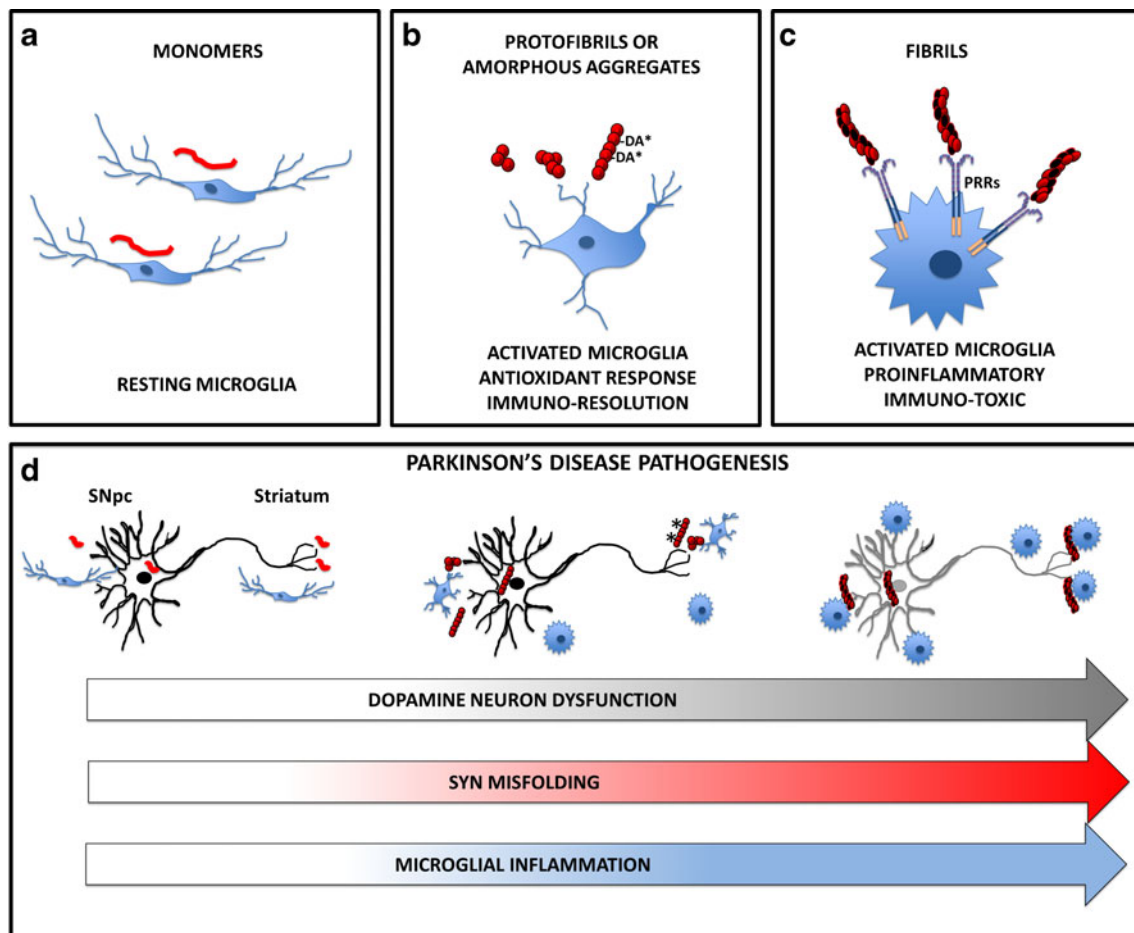 a
MONOMERS
RESTING MICROGLIA
b
PROTOFIBRILS OR
AMORPHOUS AGGREGATES
-DA*
-DA*
ACTIVATED MICROGLIA
ANTIOXIDANT RESPONSE
IMMUNO-RESOLUTION
c
FIBRILS
PRRs
ACTIVATED MICROGLIA
PROINFLAMMATORY
IMMUNO-TOXIC
d
PARKINSON'S DISEASE PATHOGENESIS
SNpc
Striatum
*
*
DOPAMINE NEURON DYSFUNCTION
SYN MISFOLDING
MICROGLIAL INFLAMMATION